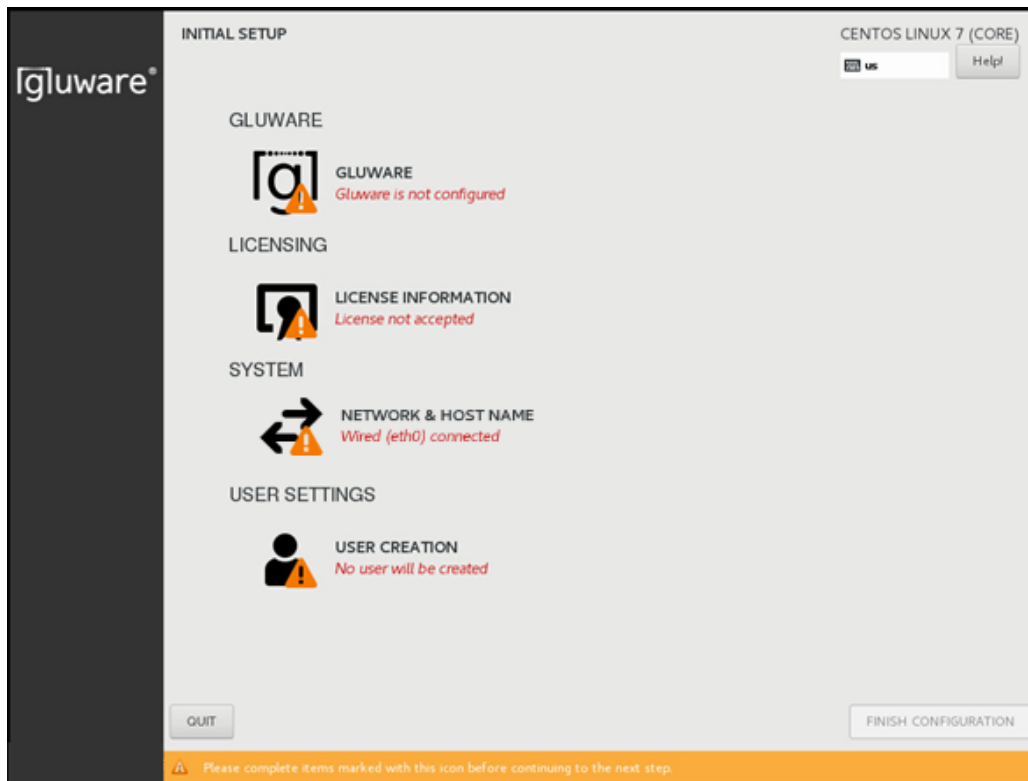 gluware®
INITIAL SETUP
CENTOS LINUX 7 (CORE)
us
Help!
GLUWARE
g
GLUWARE
Gluware is not configured
LICENSING
LICENSE INFORMATION
License not accepted
SYSTEM
NETWORK & HOST NAME
Wired (eth0) connected
USER SETTINGS
USER CREATION
No user will be created
QUIT
FINISH CONFIGURATION
Please complete items marked with this icon before continuing to the next step.